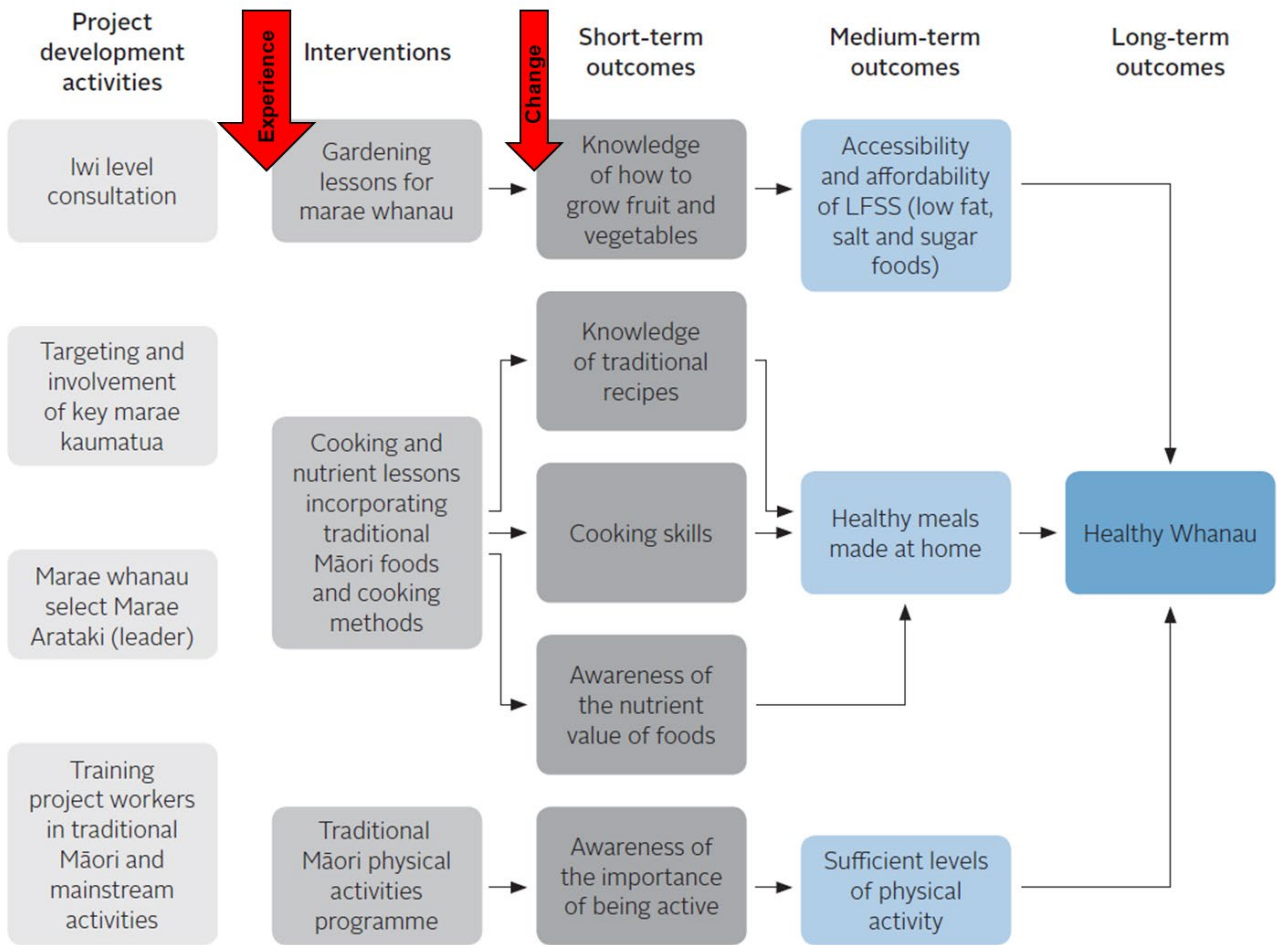 Project
development
activities
Experience
Interventions
Change
Short-term
outcomes
Medium-term
outcomes
Long-term
outcomes
Iwi level
consultation
Targeting and
involvement
of key marae
kaumatua
Marae whanau
select Marae
Arataki (leader)
Training
project workers
in traditional
Māori and
mainstream
activities
Gardening
lessons for
marae whanau
Cooking and
nutrient lessons
incorporating
traditional
Māori foods
and cooking
methods
Traditional
Māori physical
activities
programme
Knowledge
of how to
grow fruit and
vegetables
Knowledge
of traditional
recipes
Cooking skills
Awareness of
the nutrient
value of foods
Awareness of
the importance
of being active
Accessibility
and affordability
of LFSS (low fat,
salt and sugar
foods)
Healthy meals
made at home
Sufficient levels
of physical
activity
Healthy Whanau